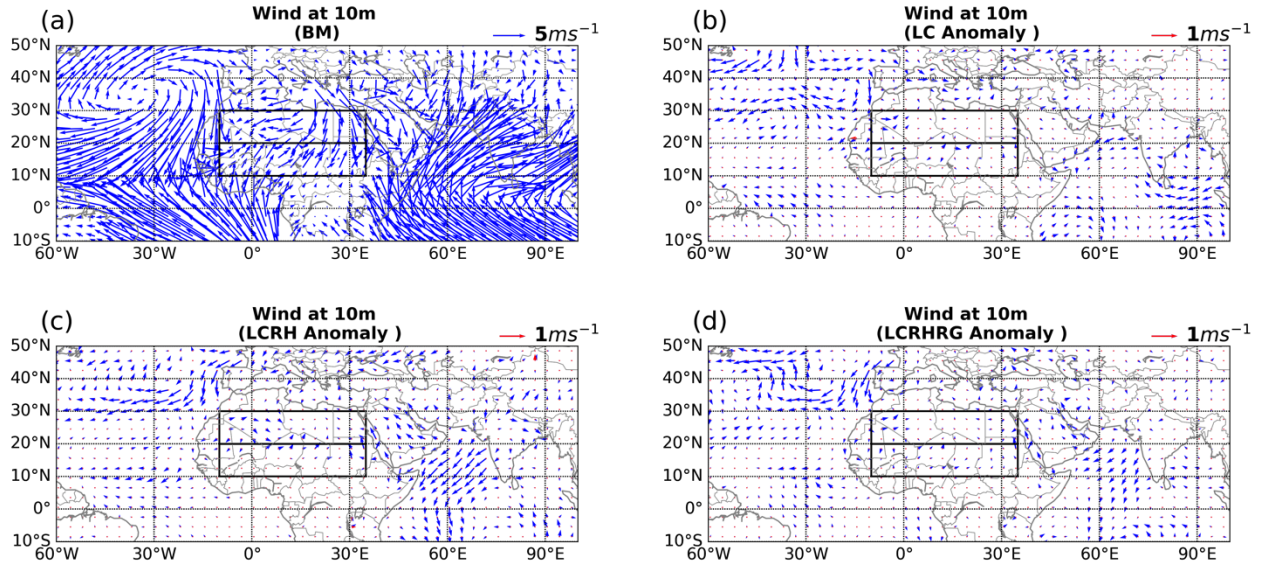 (a) Wind at 10m
(BM) 5ms⁻¹
50°N
40°N
30°N
20°N
10°N
0°
10°S
60°W 30°W 0° 30°E 60°E 90°E
(b) Wind at 10m
(LC Anomaly ) 1ms⁻¹
50°N
40°N
30°N
20°N
10°N
0°
10°S
60°W 30°W 0° 30°E 60°E 90°E
(c) Wind at 10m
(LCRH Anomaly ) 1ms⁻¹
50°N
40°N
30°N
20°N
10°N
0°
10°S
60°W 30°W 0° 30°E 60°E 90°E
(d) Wind at 10m
(LCRHRG Anomaly ) 1ms⁻¹
50°N
40°N
30°N
20°N
10°N
0°
10°S
60°W 30°W 0° 30°E 60°E 90°E